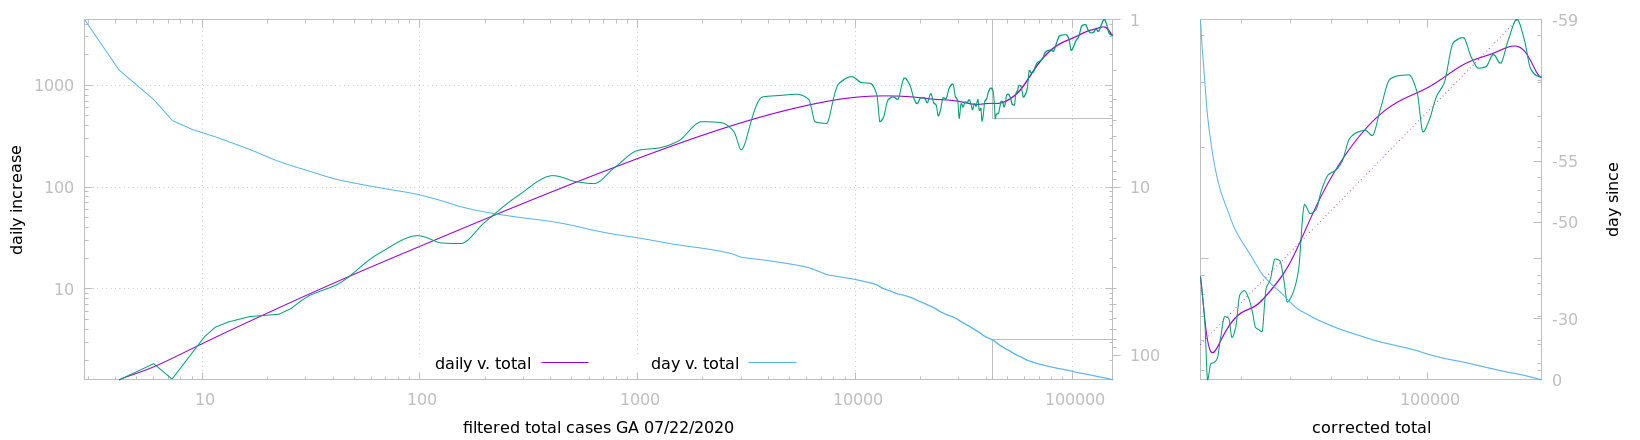 1000
100
10
daily increase
10
100
1000
10000
100000
filtered total cases GA 07/22/2020
daily v. total
day v. total
1
10
100
-59
-55
-50
-30
0
day since
100000
corrected total